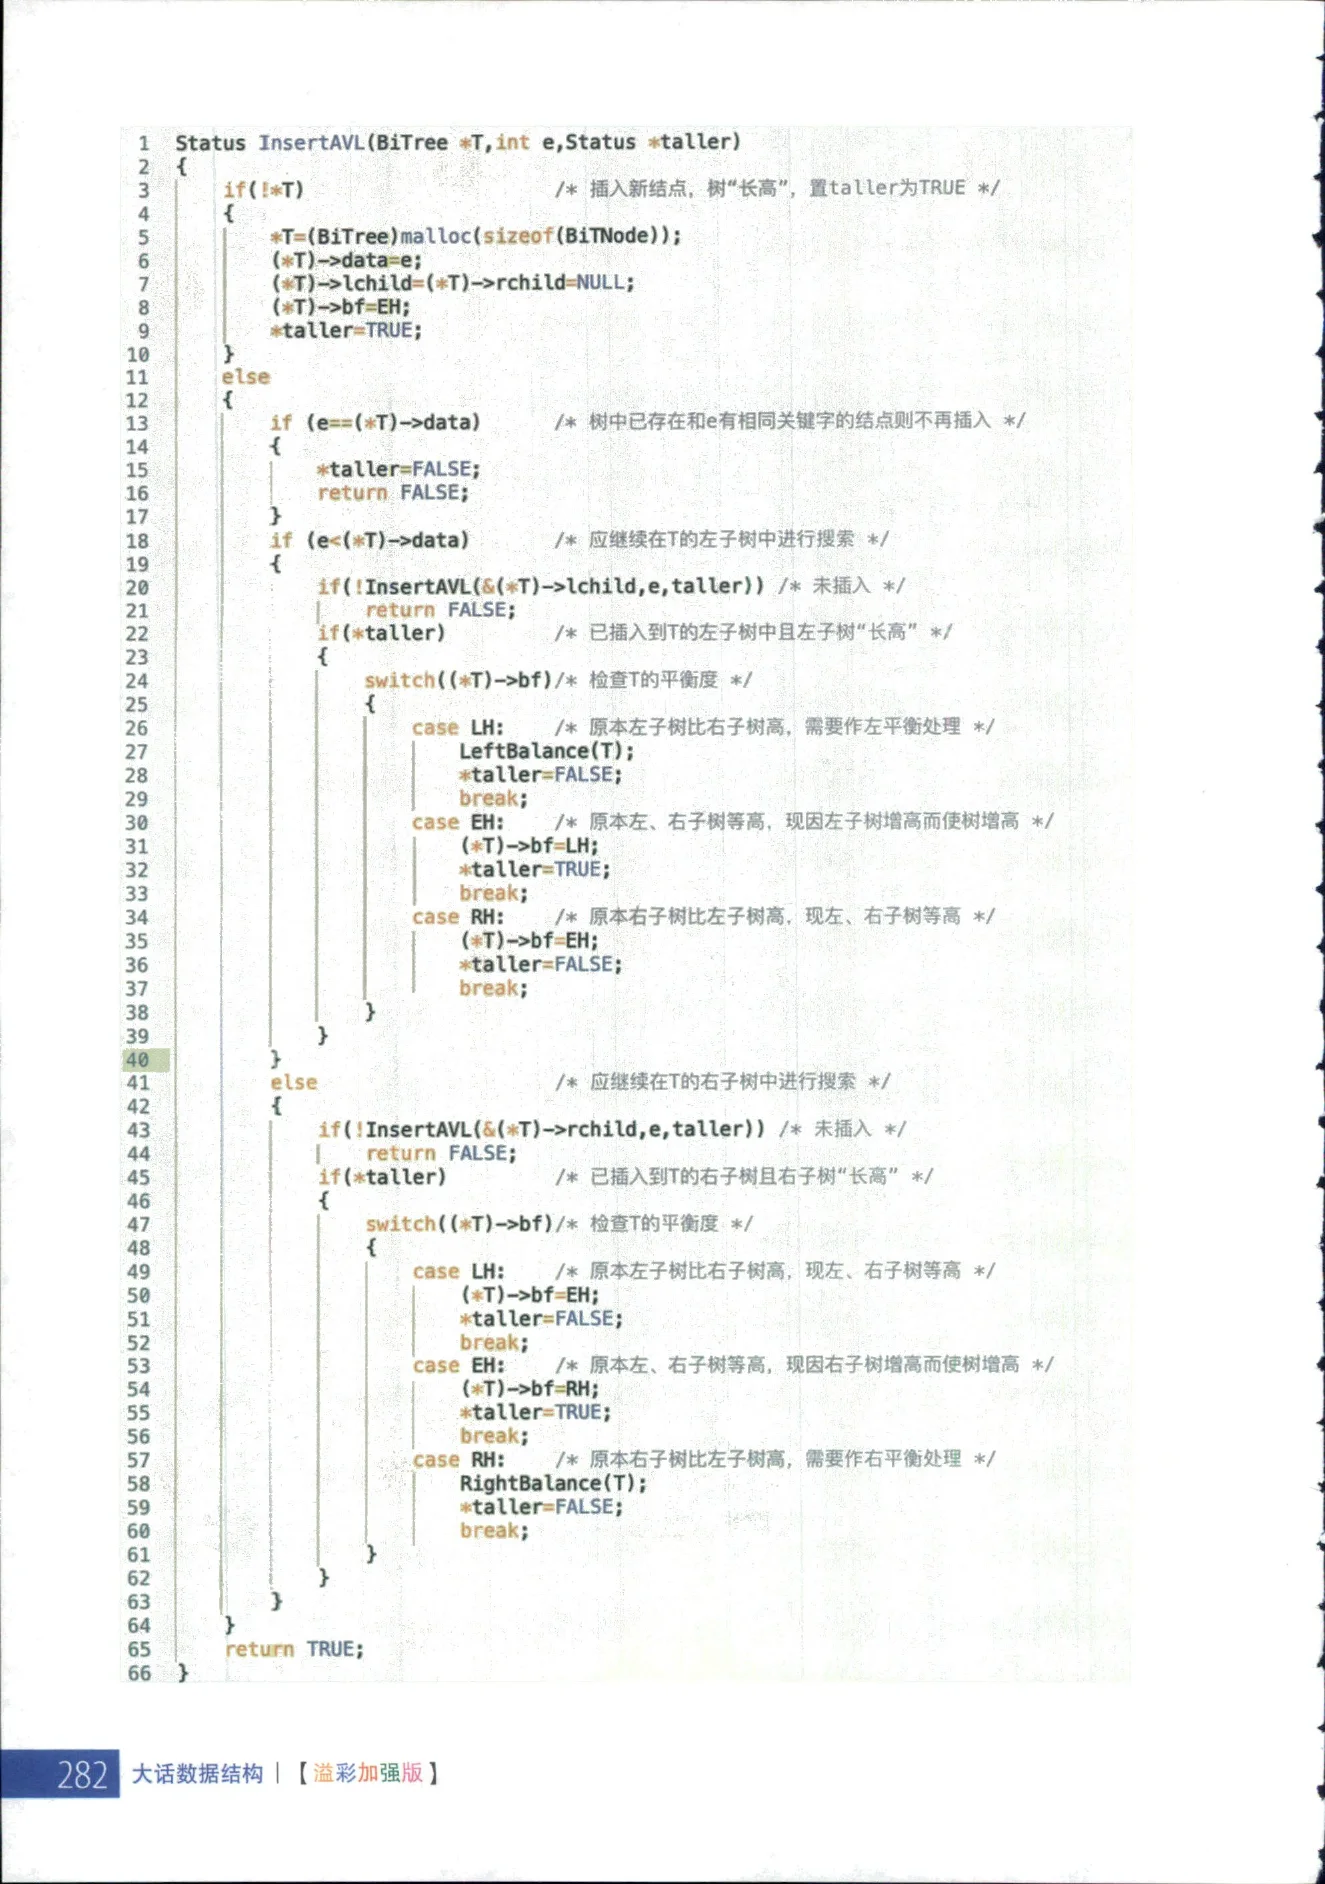 1 Status InsertAVL(BiTree *T,int e,Status *taller)
2 {
3 if(!*T) /* 插入新结点，树“长高”，置taller为TRUE */
4 {
5 *T=(BiTree)malloc(sizeof(BiTNode));
6 (*T)->data=e;
7 (*T)->lchild=(*T)->rchild=NULL;
8 (*T)->bf=EH;
9 *taller=TRUE;
10 }
11 else
12 {
13 if (e==(*T)->data) /* 树中已存在和e有相同关键字的结点则不再插入 */
14 {
15 *taller=FALSE;
16 return FALSE;
17 }
18 if (e<(*T)->data) /* 应继续在T的左子树中进行搜索 */
19 {
20 if(!InsertAVL(&(*T)->lchild,e,taller)) /* 未插入 */
21 return FALSE;
22 if(*taller) /* 已插入到T的左子树中且左子树“长高” */
23 {
24 switch((*T)->bf)/* 检查T的平衡度 */
25 {
26 case LH: /* 原本左子树比右子树高，需要作左平衡处理 */
27 LeftBalance(T);
28 *taller=FALSE;
29 break;
30 case EH: /* 原本左、右子树等高，现因左子树增高而使树增高 */
31 (*T)->bf=LH;
32 *taller=TRUE;
33 break;
34 case RH: /* 原本右子树比左子树高，现左、右子树等高 */
35 (*T)->bf=EH;
36 *taller=FALSE;
37 break;
38 }
39 }
40 }
41 else /* 应继续在T的右子树中进行搜索 */
42 {
43 if(!InsertAVL(&(*T)->rchild,e,taller)) /* 未插入 */
44 return FALSE;
45 if(*taller) /* 已插入到T的右子树且右子树“长高” */
46 {
47 switch((*T)->bf)/* 检查T的平衡度 */
48 {
49 case LH: /* 原本左子树比右子树高，现左、右子树等高 */
50 (*T)->bf=EH;
51 *taller=FALSE;
52 break;
53 case EH: /* 原本左、右子树等高，现因右子树增高而使树增高 */
54 (*T)->bf=RH;
55 *taller=TRUE;
56 break;
57 case RH: /* 原本右子树比左子树高，需要作右平衡处理 */
58 RightBalance(T);
59 *taller=FALSE;
60 break;
61 }
62 }
63 }
64 }
65 return TRUE;
66 }
282 大话数据结构 | 【溢彩加强版】